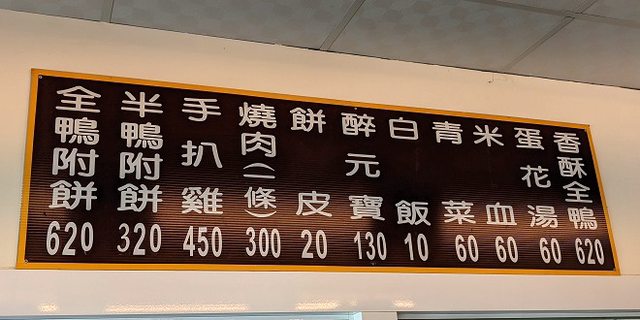 全鴨附餅 620
半鴨附餅 320
手扒雞 450
燒肉(一條) 300
餅皮 20
醉元寶 130
白飯 10
青菜 60
米血 60
蛋花湯 60
香酥全鴨 620